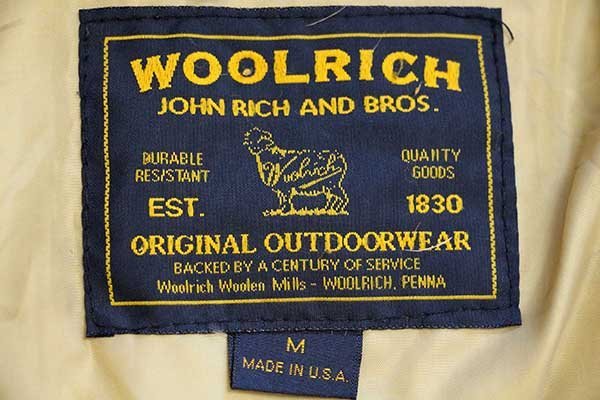 WOOLRICH
JOHN RICH AND BROS.
DURABLE
RESISTANT
Woolrich
QUALITY
GOODS
EST.
1830
ORIGINAL OUTDOORWEAR
BACKED BY A CENTURY OF SERVICE
Woolrich Woolen Mills - WOOLRICH, PENNA
M
MADE IN U.S.A.